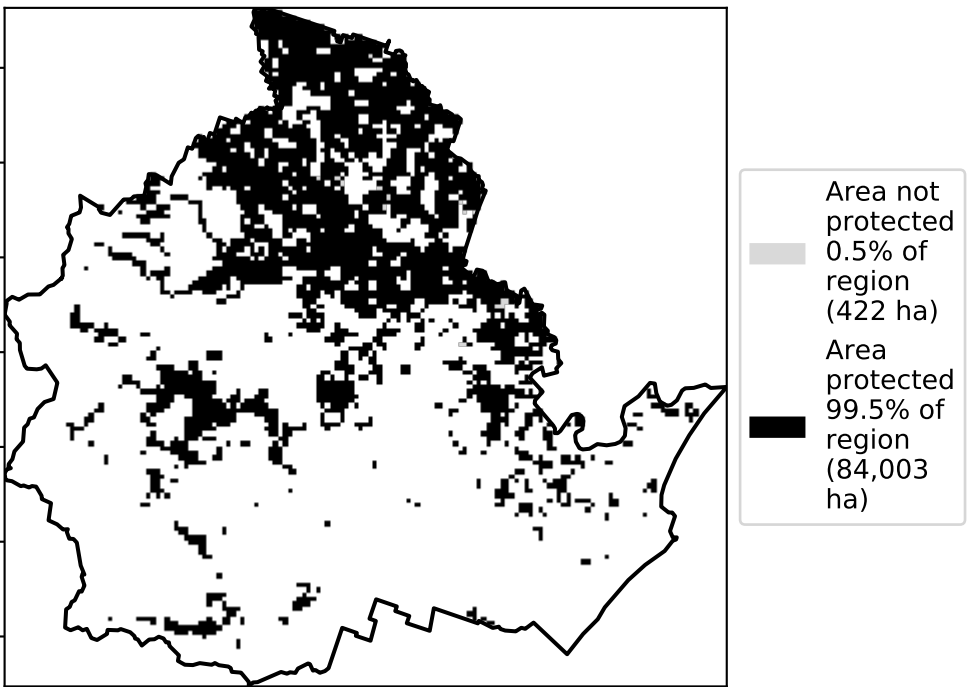 Area not
protected
0.5% of
region
(422 ha)
Area
protected
99.5% of
region
(84,003
ha)